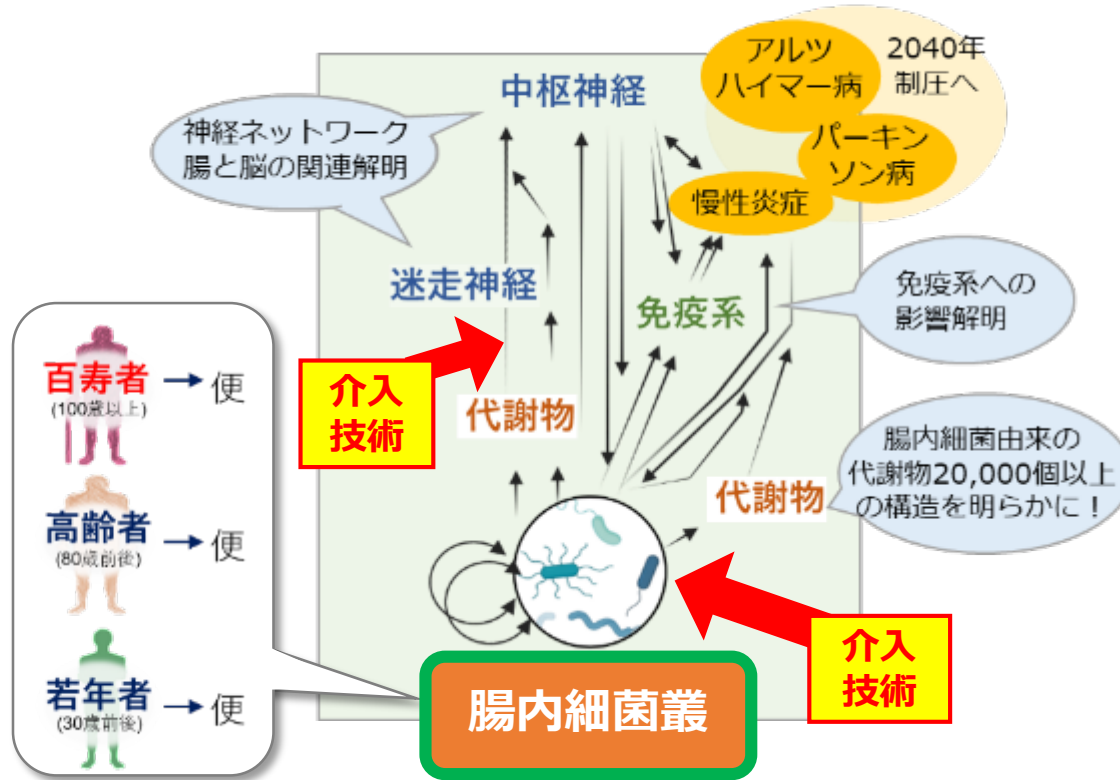 アルツ
ハイマー病
2040年
制圧へ
パーキン
ソン病
慢性炎症
中枢神経
神経ネットワーク
腸と脳の関連解明
迷走神経
免疫系
免疫系への
影響解明
介入
技術
代謝物
代謝物
腸内細菌由来の
代謝物20,000個以上
の構造を明らかに！
百寿者
(100歳以上)
便
高齢者
(80歳前後)
便
若年者
(30歳前後)
便
介入
技術
腸内細菌叢